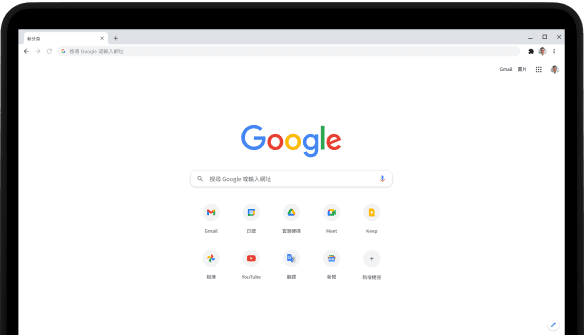 新分頁
搜尋 Google 或輸入網址
Gmail 圖片
Google
搜尋 Google 或輸入網址
Gmail 日曆 雲端硬碟 Meet Keep
相簿 YouTube 翻譯 新聞 新增捷徑